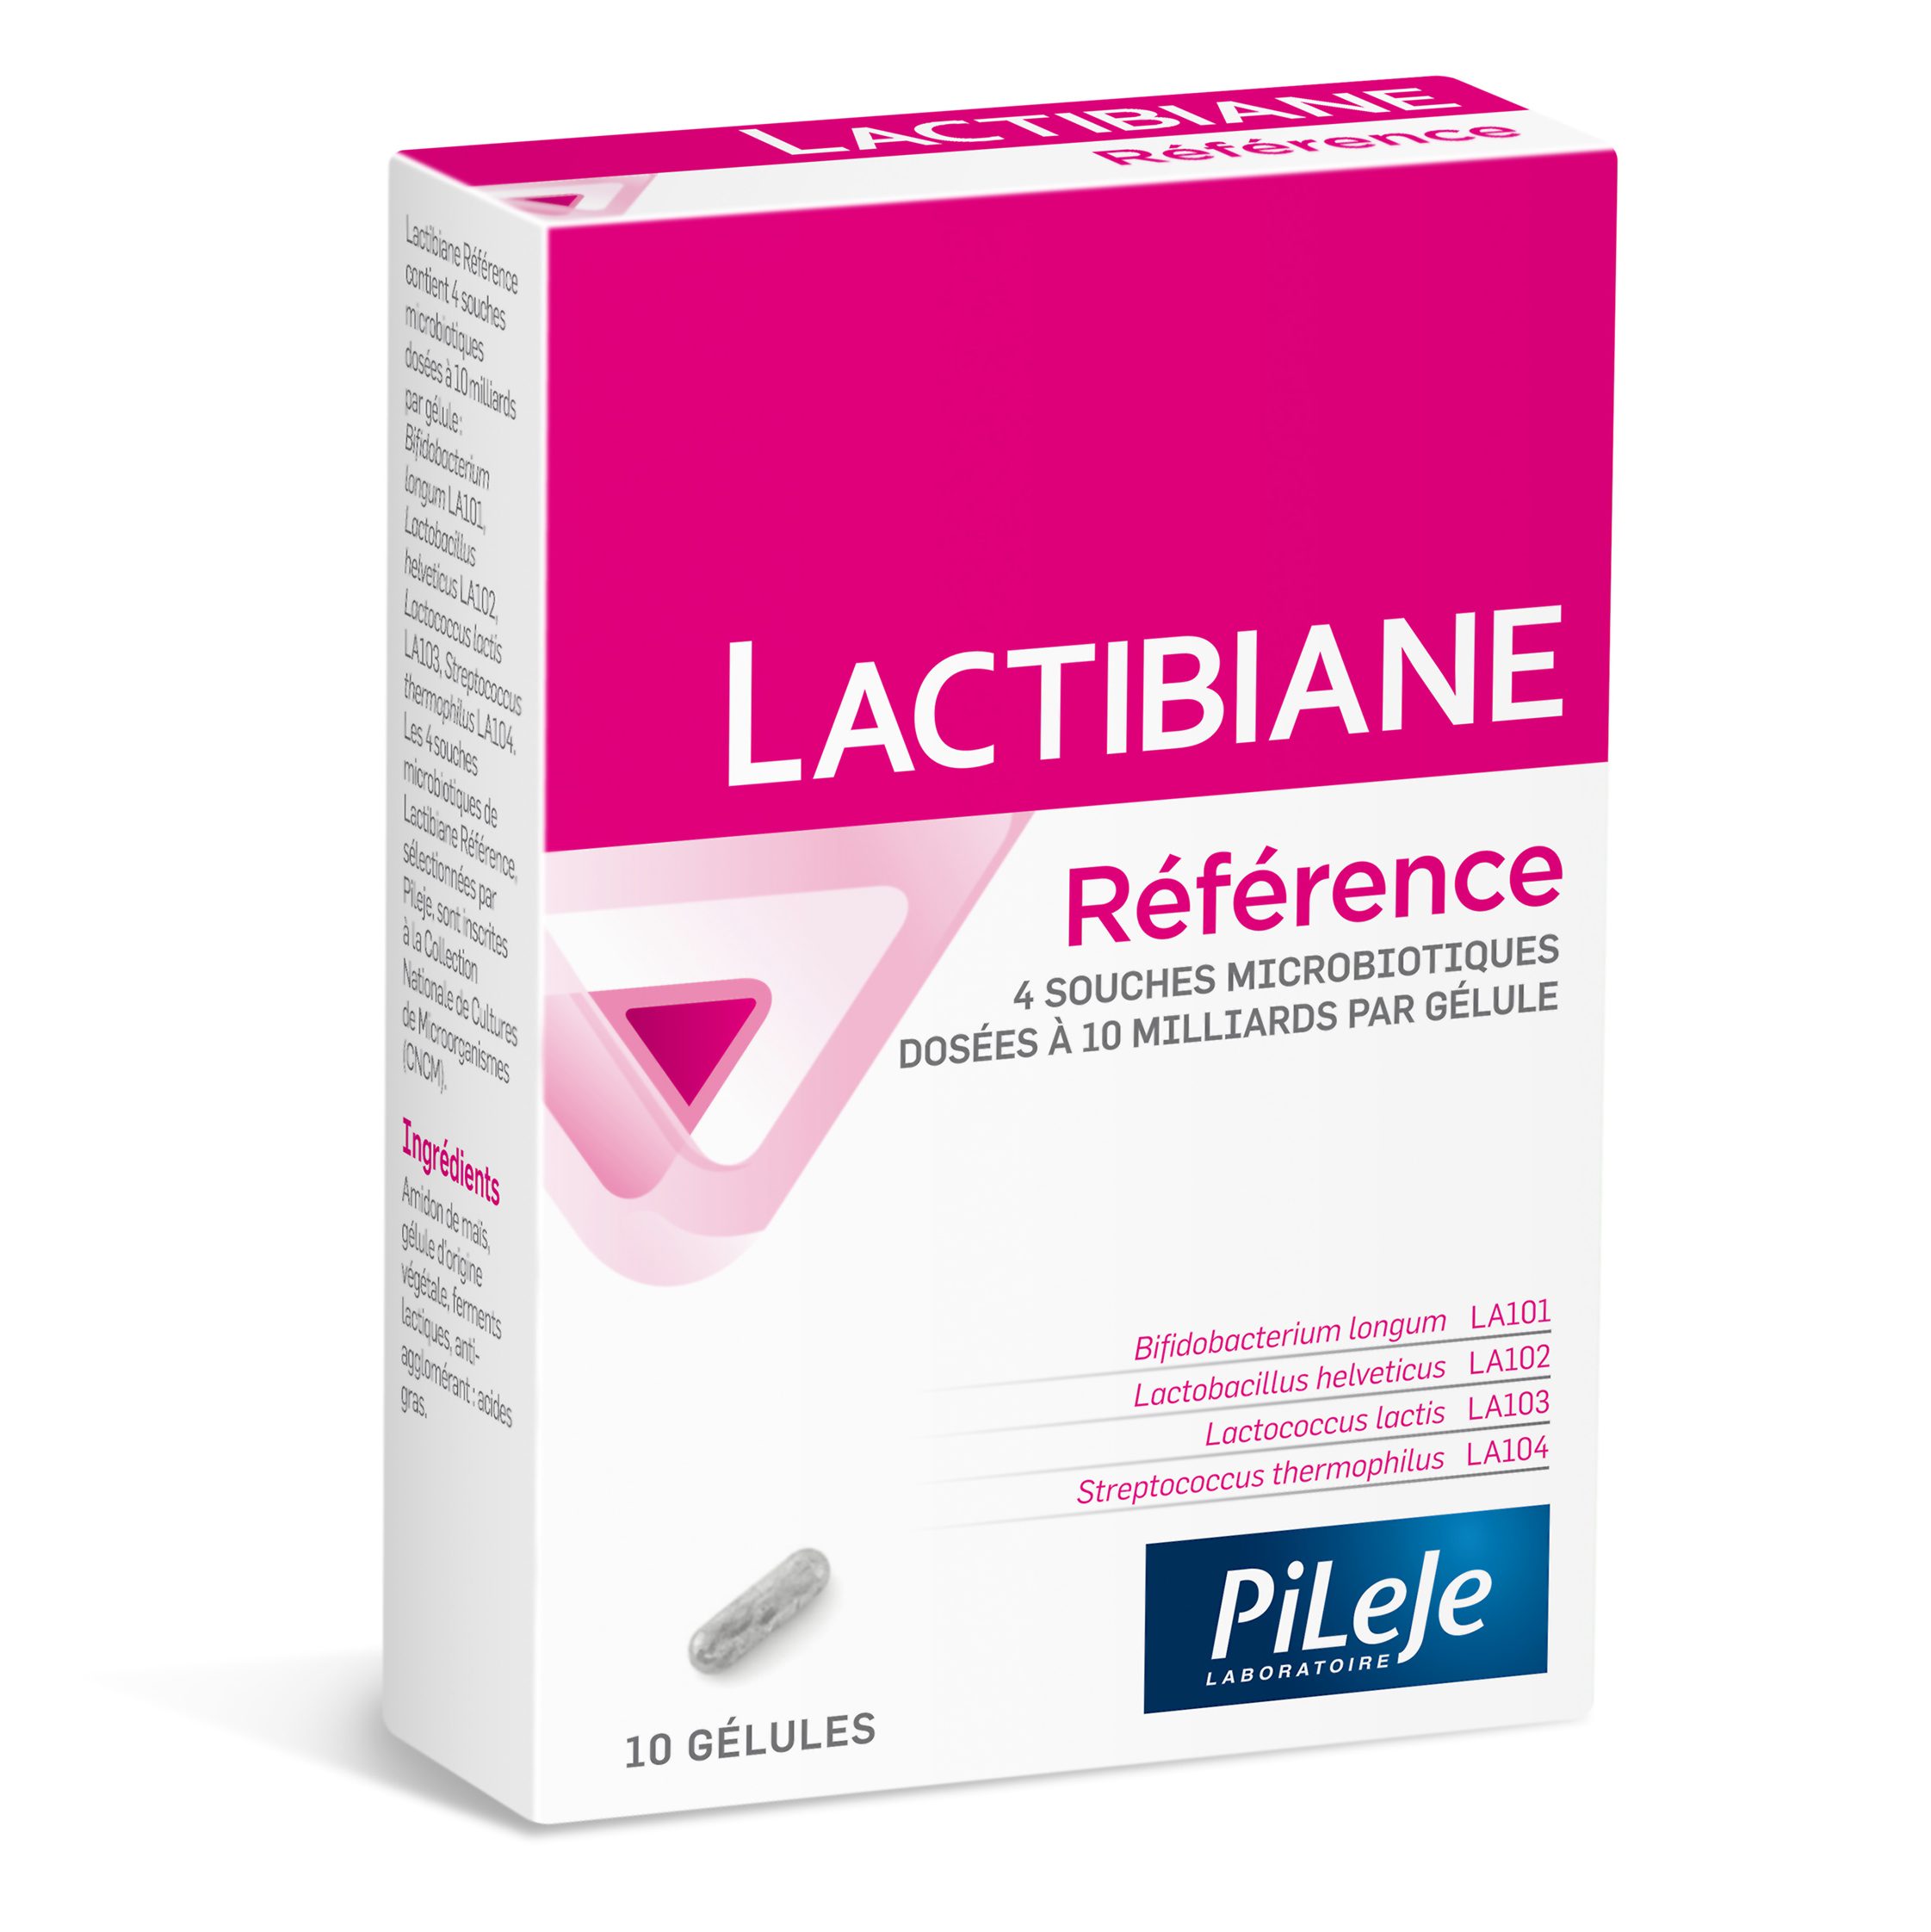 LACTIBIANE
Référence
Lactibiane Référence
contient 4 souches
microbiotiques
dosées à 10 milliards
par gélule :
Bifidobacterium
longum LA101,
Lactobacillus
helveticus LA102,
Lactococcus lactis
LA103, Streptococcus
thermophilus LA104.
Les 4 souches
microbiotiques de
Lactibiane Référence,
sélectionnées par
Pileje, sont inscrites
à la Collection
Nationale de Cultures
de Microorganismes
(CNCM).
Ingrédients
Amidon de maïs,
gélule d'origine
végétale, ferments
lactiques, anti-
agglomérant : acides
gras.
LACTIBIANE
Référence
4 SOUCHES MICROBIOTIQUES
DOSÉES À 10 MILLIARDS PAR GÉLULE
Bifidobacterium longum LA101
Lactobacillus helveticus LA102
Lactococcus lactis LA103
Streptococcus thermophilus LA104
PiLeJe
LABORATOIRE
10 GÉLULES